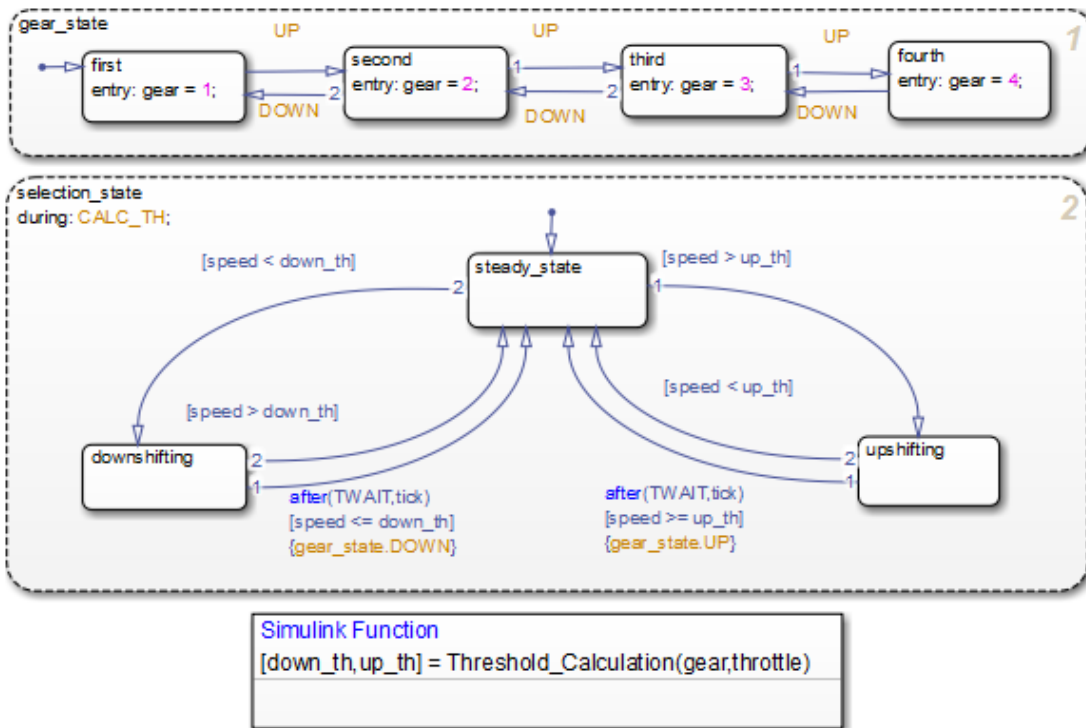 gear_state
1
UP
UP
UP
first
entry: gear = 1;
second
entry: gear = 2;
third
entry: gear = 3;
fourth
entry: gear = 4;
1
2
1
2
DOWN
DOWN
DOWN
selection_state
during: CALC_TH;
2
[speed < down_th]
steady_state
[speed > up_th]
2
1
[speed > down_th]
[speed < up_th]
downshifting
2
1
upshifting
2
1
after(TWAIT,tick)
[speed <= down_th]
{gear_state.DOWN}
after(TWAIT,tick)
[speed >= up_th]
{gear_state.UP}
Simulink Function
[down_th,up_th] = Threshold_Calculation(gear,throttle)